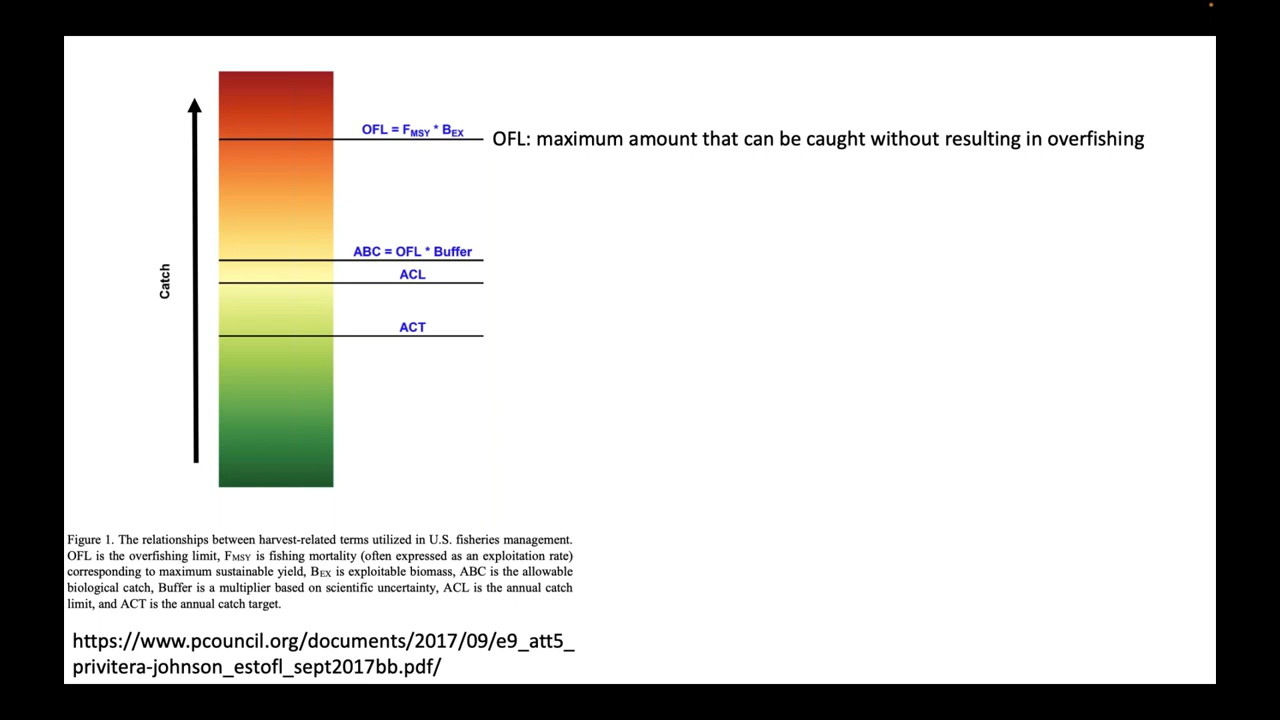 OFL = FMSY * BEX
OFL: maximum amount that can be caught without resulting in overfishing
ABC = OFL * Buffer
ACL
ACT
Catch
Figure 1. The relationships between harvest-related terms utilized in U.S. fisheries management.
OFL is the overfishing limit, FMSY is fishing mortality (often expressed as an exploitation rate)
corresponding to maximum sustainable yield, BEX is exploitable biomass, ABC is the allowable
biological catch, Buffer is a multiplier based on scientific uncertainty, ACL is the annual catch
limit, and ACT is the annual catch target.
https://www.pcouncil.org/documents/2017/09/e9_att5_
privitera-johnson_estofl_sept2017bb.pdf/